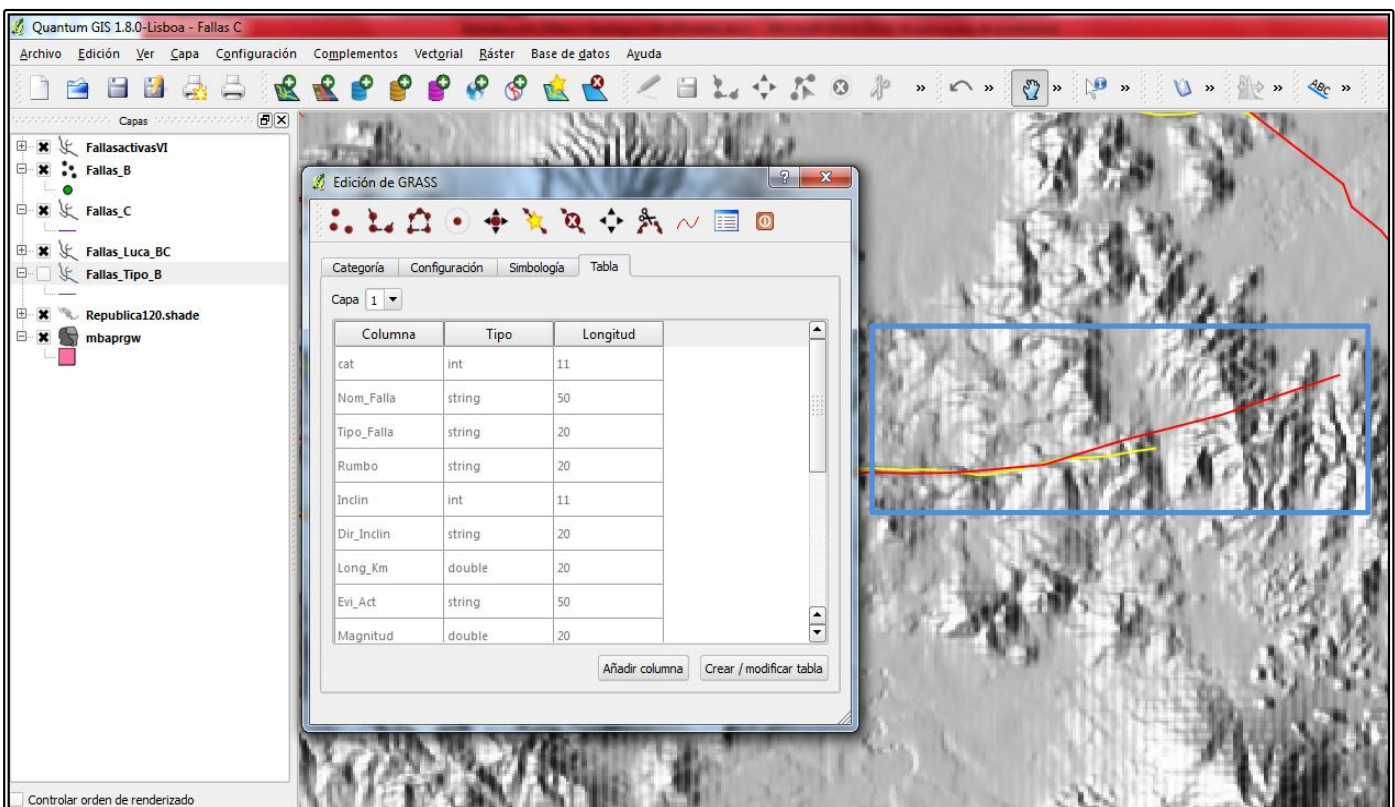 Quantum GIS 1.8.0-Lisboa - Fallas C
Archivo Edición Ver Capa Configuración Complementos Vectorial Ráster Base de datos Ayuda
» » » » » » ABC »
Capas
FallasactivasVI
Fallas_B
Fallas_C
Fallas_Luca_BC
Fallas_Tipo_B
Republica120.shade
mbaprgw
Controlar orden de renderizado
Edición de GRASS
Categoría Configuración Simbología Tabla
Capa 1
Columna Tipo Longitud
cat int 11
Nom_Falla string 50
Tipo_Falla string 20
Rumbo string 20
Inclin int 11
Dir_Inclin string 20
Long_Km double 20
Evi_Act string 50
Magnitud double 20
Añadir columna Crear / modificar tabla